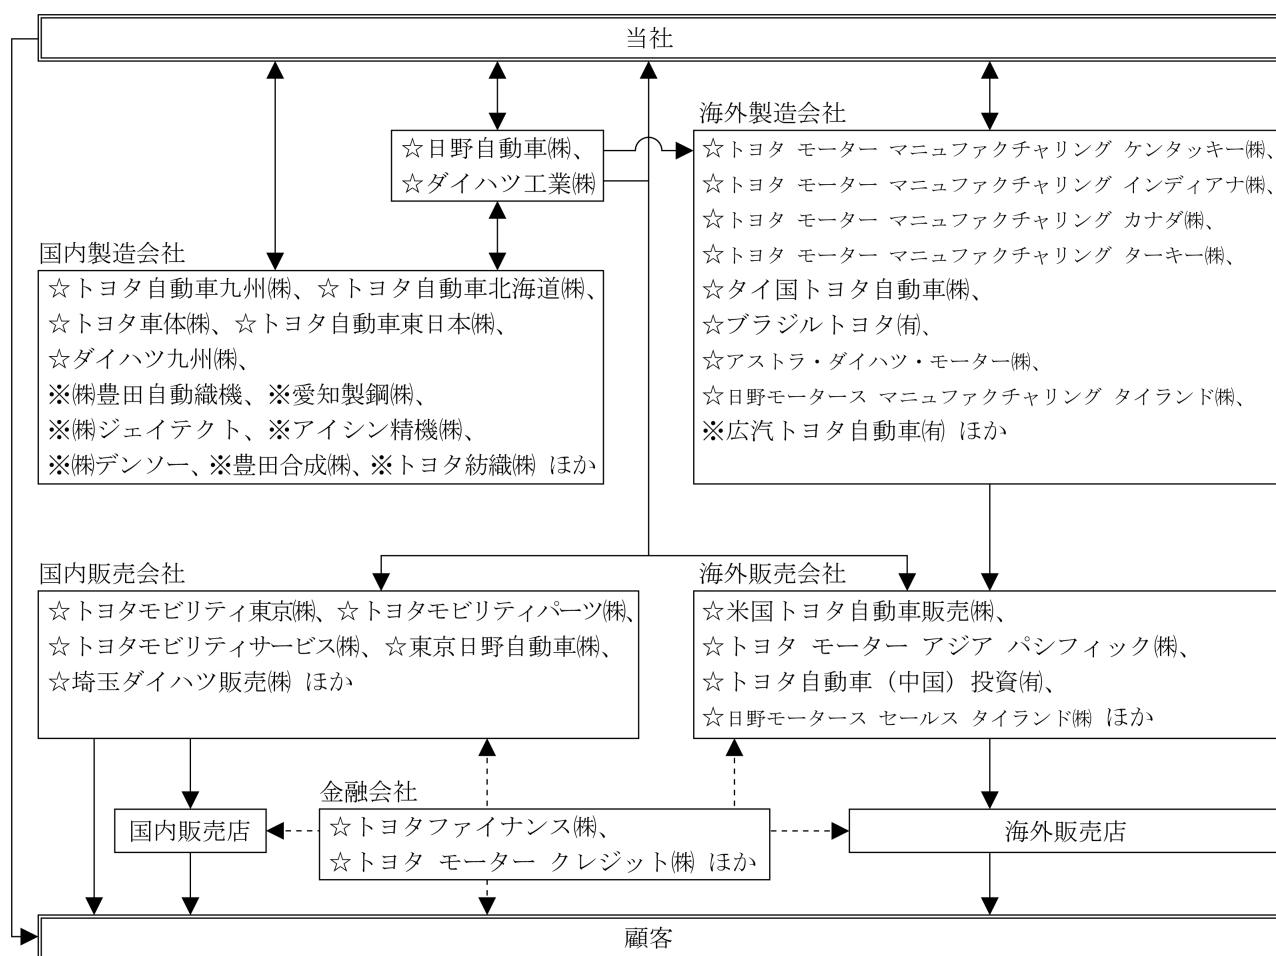 当社
☆日野自動車㈱、
☆ダイハツ工業㈱
海外製造会社
☆トヨタ モーター マニュファクチャリング ケンタッキー㈱、
☆トヨタ モーター マニュファクチャリング インディアナ㈱、
☆トヨタ モーター マニュファクチャリング カナダ㈱、
☆トヨタ モーター マニュファクチャリング ターキー㈱、
☆タイ国トヨタ自動車㈱、
☆ブラジルトヨタ㈲、
☆アストラ・ダイハツ・モーター㈱、
☆日野モータース マニュファクチャリング タイランド㈱、
※広汽トヨタ自動車㈲ ほか
国内製造会社
☆トヨタ自動車九州㈱、☆トヨタ自動車北海道㈱、
☆トヨタ車体㈱、☆トヨタ自動車東日本㈱、
☆ダイハツ九州㈱、
※㈱豊田自動織機、※愛知製鋼㈱、
※㈱ジェイテクト、※アイシン精機㈱、
※㈱デンソー、※豊田合成㈱、※トヨタ紡織㈱ ほか
国内販売会社
☆トヨタモビリティ東京㈱、☆トヨタモビリティパーツ㈱、
☆トヨタモビリティサービス㈱、☆東京日野自動車㈱、
☆埼玉ダイハツ販売㈱ ほか
海外販売会社
☆米国トヨタ自動車販売㈱、
☆トヨタ モーター アジア パシフィック㈱、
☆トヨタ自動車（中国）投資㈲、
☆日野モータース セールス タイランド㈱ ほか
金融会社
☆トヨタファイナンス㈱、
☆トヨタ モーター クレジット㈱ ほか
国内販売店
海外販売店
顧客